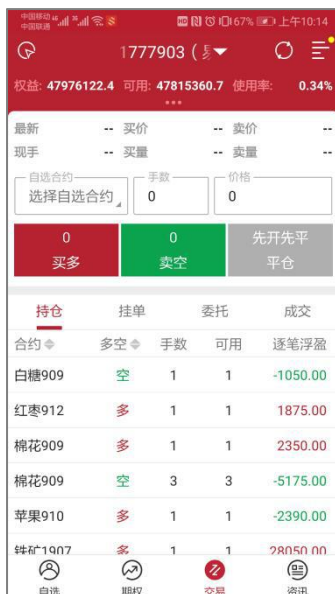 中国移动 46 中国联通 HD 67% 上午10:14
1777903 (
权益: 47976122.4 可用: 47815360.7 使用率: 0.34%
最新 -- 买价 -- 卖价 --
现手 -- 买量 -- 卖量 --
自选合约 手数 价格
选择自选合约 0 0
0 0 先开先平
买多 卖空 平仓
持仓 挂单 委托 成交
合约 多空 手数 可用 逐笔浮盈
白糖909 空 1 1 -1050.00
红枣912 多 1 1 1875.00
棉花909 多 1 1 2350.00
棉花909 空 3 3 -5175.00
苹果910 多 1 1 -2390.00
铁矿1907 多 1 1 28050.00
自选 期权 交易 资讯